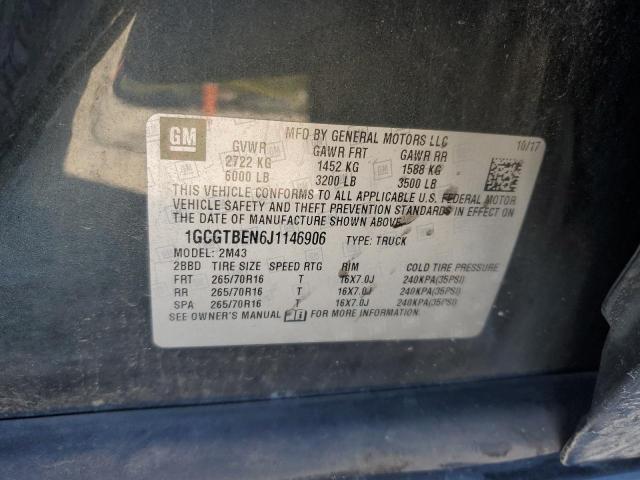 GM
MFD BY GENERAL MOTORS LLC
10/17
GVWR GAWR FRT GAWR RR
2722 KG 1452 KG 1588 KG
6000 LB 3200 LB 3500 LB
THIS VEHICLE CONFORMS TO ALL APPLICABLE U.S. FEDERAL MOTOR
VEHICLE SAFETY AND THEFT PREVENTION STANDARDS IN EFFECT ON
THE DATE OF MANUFACTURE SHOWN ABOVE.
1GCGTBEN6J1146906 TYPE: TRUCK
MODEL: 2M43
2BBD TIRE SIZE SPEED RTG RIM COLD TIRE PRESSURE
FRT 265/70R16 T 16X7.0J 240KPA(35PSI)
RR 265/70R16 T 16X7.0J 240KPA(35PSI)
SPA 265/70R16 T 16X7.0J 240KPA(35PSI)
SEE OWNER'S MANUAL FOR MORE INFORMATION.